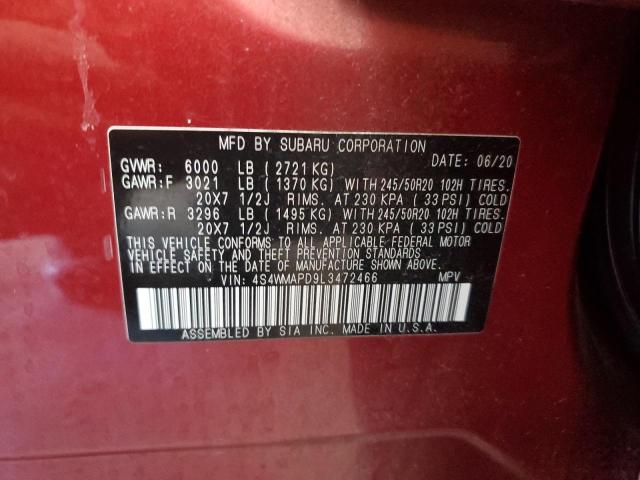 MFD BY SUBARU CORPORATION
GVWR: 6000 LB ( 2721 KG) DATE: 06/20
GAWR:F 3021 LB ( 1370 KG) WITH 245/50R20 102H TIRES.
20X7 1/2J RIMS. AT 230 KPA ( 33 PSI) COLD
GAWR:R 3296 LB ( 1495 KG) WITH 245/50R20 102H TIRES.
20X7 1/2J RIMS. AT 230 KPA ( 33 PSI) COLD
THIS VEHICLE CONFORMS TO ALL APPLICABLE FEDERAL MOTOR
VEHICLE SAFETY AND THEFT PREVENTION STANDARDS
IN EFFECT ON THE DATE OF MANUFACTURE SHOWN ABOVE.
VIN: 4S4WMAPD9L3472466 MPV
ASSEMBLED BY SIA INC. MADE IN U.S.A.